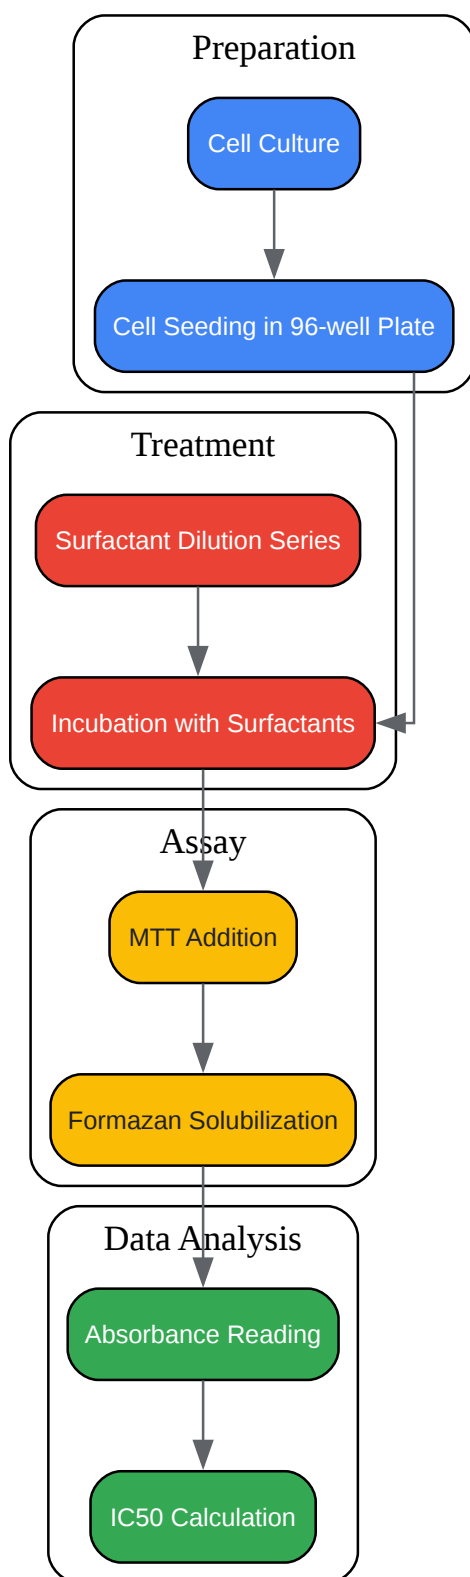 Preparation
Cell Culture
Cell Seeding in 96-well Plate
Treatment
Surfactant Dilution Series
Incubation with Surfactants
Assay
MTT Addition
Formazan Solubilization
Data Analysis
Absorbance Reading
IC50 Calculation